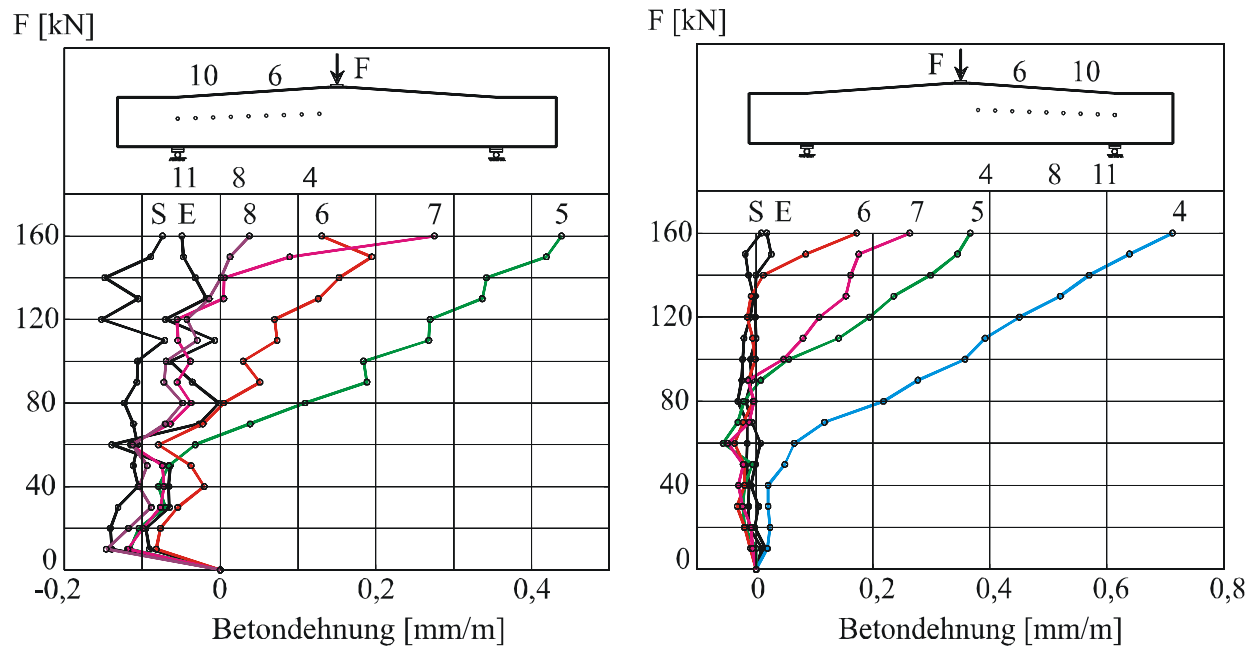 F [kN]
10 6 F
11 8 4
S E 8 6 7 5
160
120
80
40
0
-0,2 0 0,2 0,4
Betondehnung [mm/m]
F [kN]
F 6 10
4 8 11
S E 6 7 5 4
160
120
80
40
0
0 0,2 0,4 0,6 0,8
Betondehnung [mm/m]